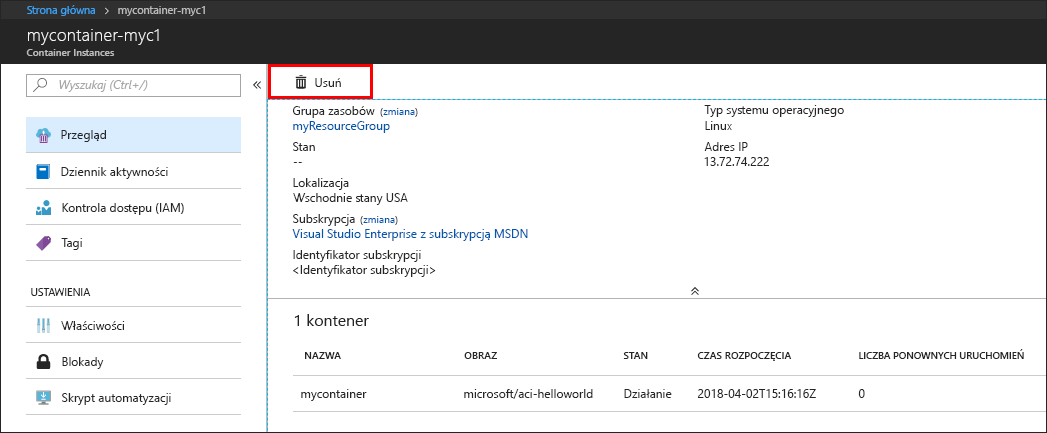 Strona główna > mycontainer-myc1
mycontainer-myc1
Container Instances
Wyszukaj (Ctrl+/)
«
Przegląd
Dziennik aktywności
Kontrola dostępu (IAM)
Tagi
USTAWIENIA
Właściwości
Blokady
Skrypt automatyzacji
Usuń
Grupa zasobów (zmiana)
myResourceGroup
Stan
--
Lokalizacja
Wschodnie stany USA
Subskrypcja (zmiana)
Visual Studio Enterprise z subskrypcją MSDN
Identyfikator subskrypcji
<Identyfikator subskrypcji>
Typ systemu operacyjnego
Linux
Adres IP
13.72.74.222
1 kontener
NAZWA OBRAZ STAN CZAS ROZPOCZĘCIA LICZBA PONOWNYCH URUCHOMIEŃ
mycontainer microsoft/aci-helloworld Działanie 2018-04-02T15:16:16Z 0